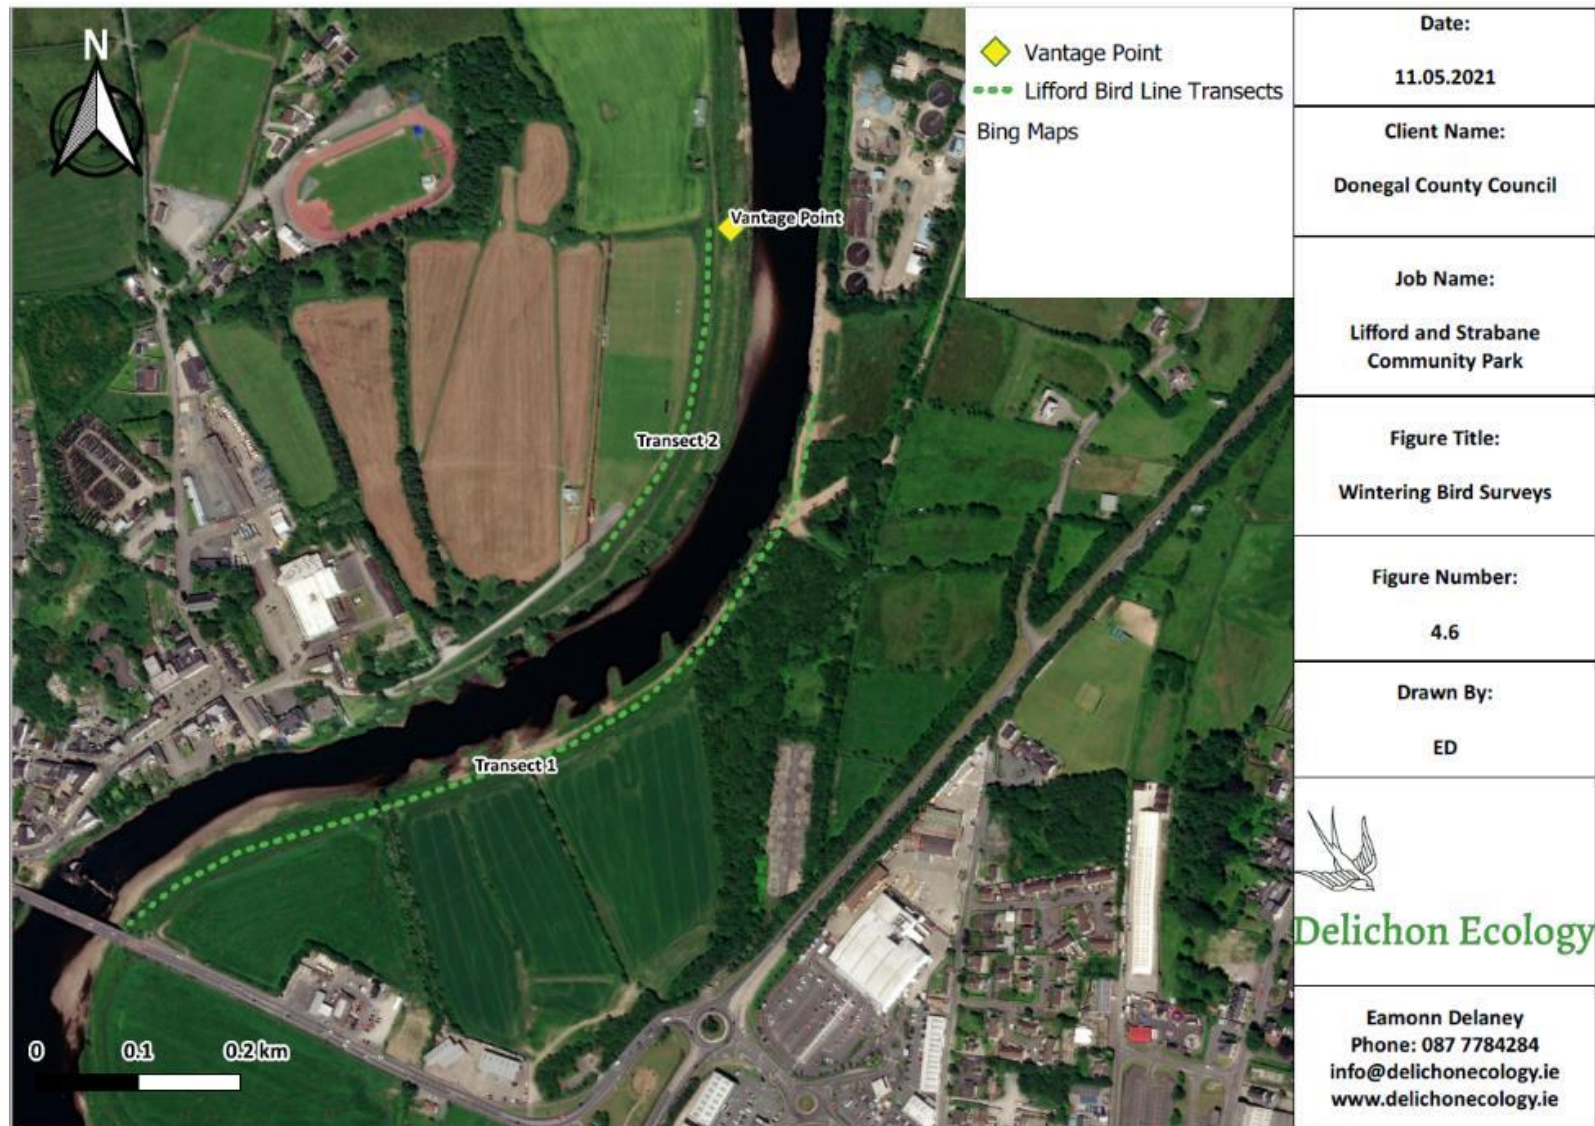 N
Vantage Point
Lifford Bird Line Transects
Bing Maps
Vantage Point
Transect 2
Transect 1
0 0.1 0.2 km
Date:
11.05.2021
Client Name:
Donegal County Council
Job Name:
Lifford and Strabane
Community Park
Figure Title:
Wintering Bird Surveys
Figure Number:
4.6
Drawn By:
ED
Delichon Ecology
Eamonn Delaney
Phone: 087 7784284
info@delichonecology.ie
www.delichonecology.ie